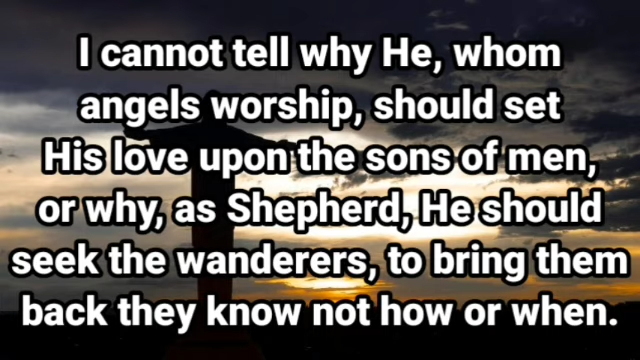 I cannot tell why He, whom
angels worship, should set
His love upon the sons of men,
or why, as Shepherd, He should
seek the wanderers, to bring them
back they know not how or when.